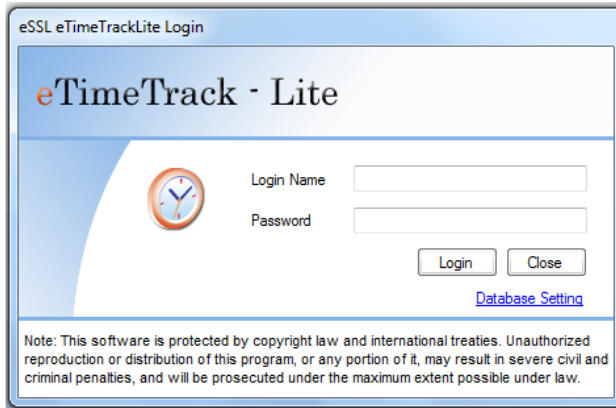 eSSL eTimeTrackLite Login
eTimeTrack - Lite
Login Name
Password
Login Close
Database Setting
Note: This software is protected by copyright law and international treaties. Unauthorized
reproduction or distribution of this program, or any portion of it, may result in severe civil and
criminal penalties, and will be prosecuted under the maximum extent possible under law.